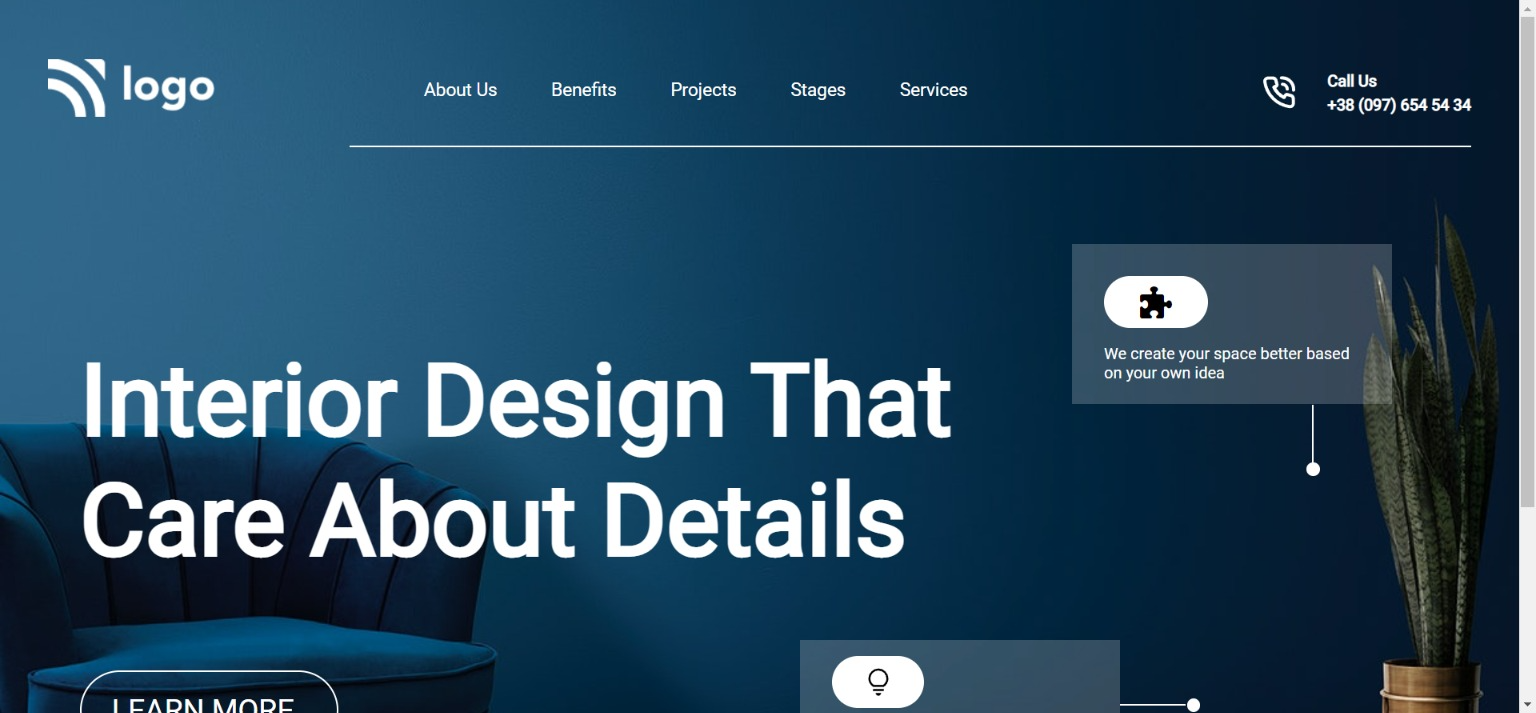 logo
About Us
Benefits
Projects
Stages
Services
Call Us
+38 (097) 654 54 34
We create your space better based
on your own idea
Interior Design That
Care About Details
LEARN MORE